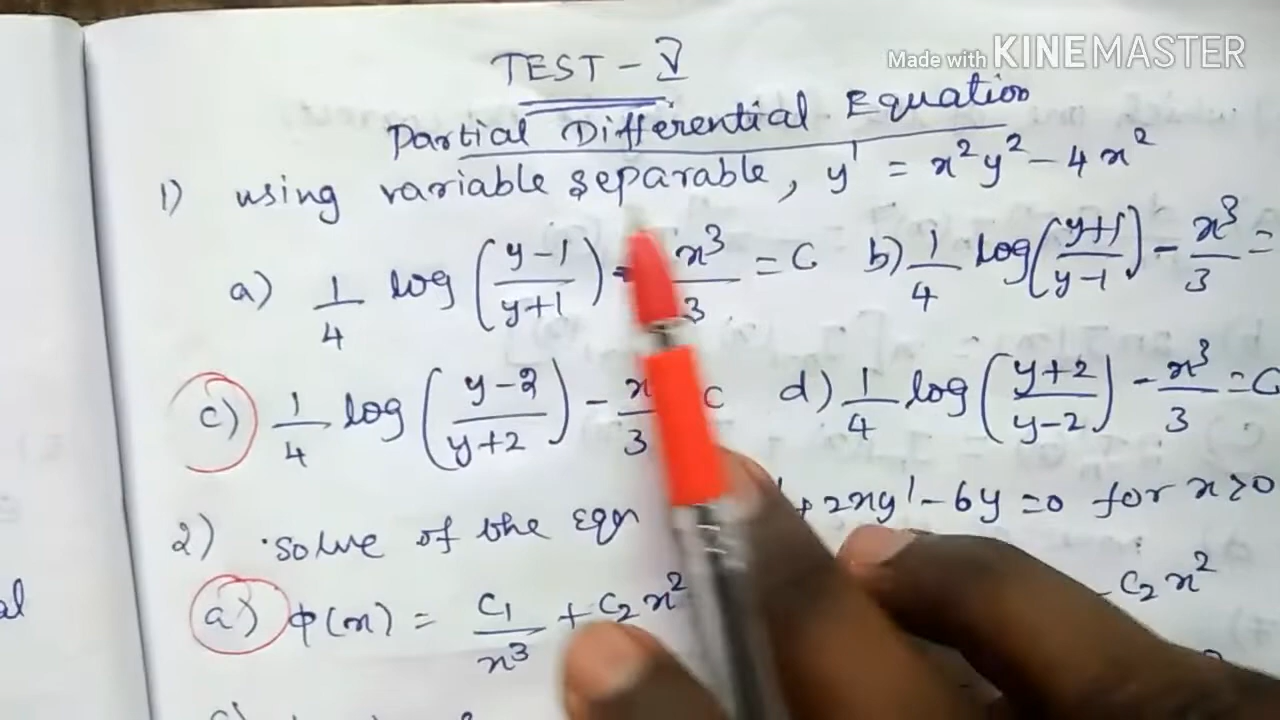 Made with KINEMASTER
TEST - V
Partial Differential Equation
1) using variable separable, y' = x²y² - 4x²
a) 1/4 log (y-1/y+1) - x³/3 = C b) 1/4 log (y+1/y-1) - x³/3 =
c) 1/4 log (y-2/y+2) - x/3 c d) 1/4 log (y+2/y-2) - x³/3 = C
2) solve of the eqn + 2xy' - 6y = 0 for x > 0
a) φ(x) = C₁/x³ + C₂x² - C₂x²
al